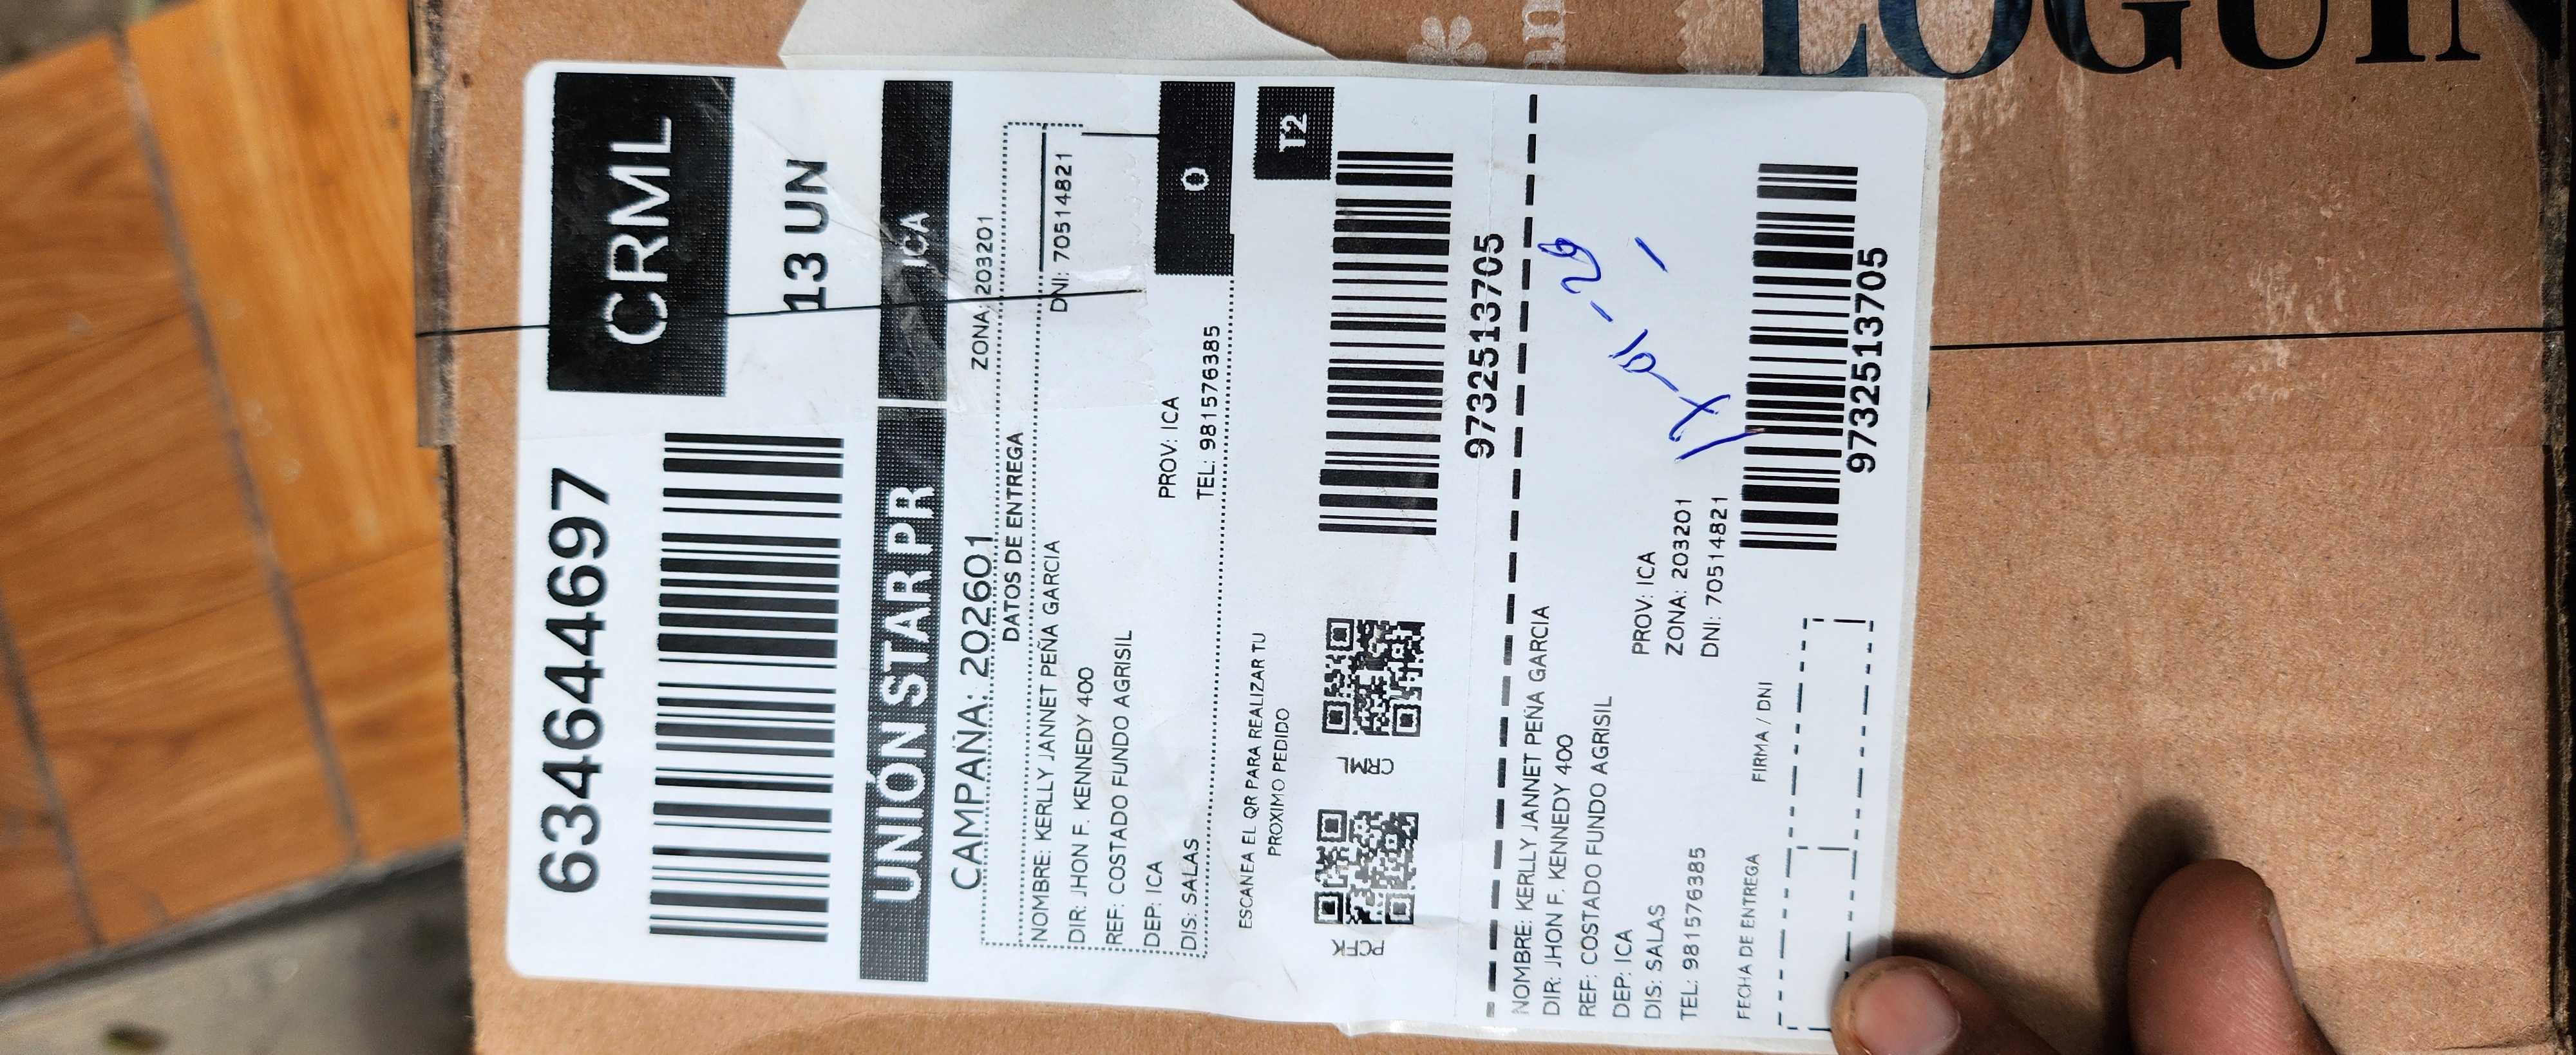 LOGUIN
634644697
CRML
13 UN
UNIÓN STAR PR
ICA
CAMPAÑA: 202601
ZONA: 203201
DATOS DE ENTREGA
NOMBRE: KERLLY JANNET PEÑA GARCIA
DNI: 70514821
DIR: JHON F. KENNEDY 400
REF: COSTADO FUNDO AGRISIL
DEP: ICA
PROV: ICA
DIS: SALAS
TEL: 981576385
0
ESCANEA EL QR PARA REALIZAR TU
PROXIMO PEDIDO
T2
CRML
9732513705
NOMBRE: KERLLY JANNET PEÑA GARCIA
DIR: JHON F. KENNEDY 400
REF: COSTADO FUNDO AGRISIL
DEP: ICA
PROV: ICA
DIS: SALAS
ZONA: 203201
TEL: 981576385
DNI: 70514821
FECHA DE ENTREGA
FIRMA / DNI
9732513705